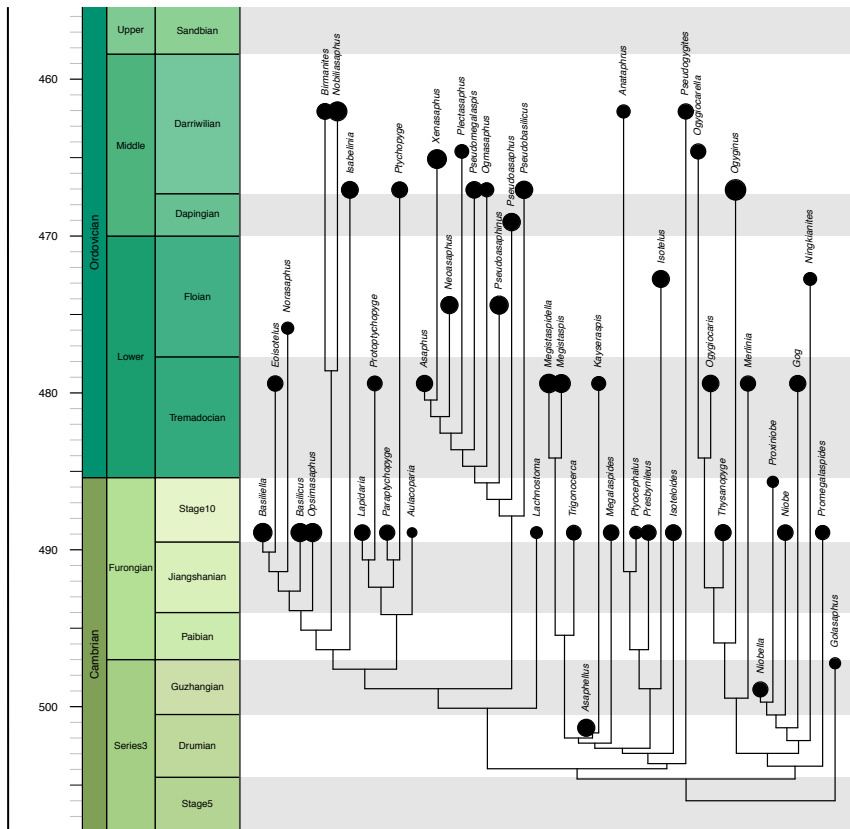 460
470
480
490
500
Ordovician
Cambrian
Upper
Middle
Lower
Furongian
Series3
Sandbian
Darriwilian
Dapingian
Floian
Tremadocian
Stage10
Jiangshanian
Paibian
Guzhangian
Drumian
Stage5
Basiliella
Eoisotelus
Norasaphus
Basilicus
Opsimasaphus
Birmanites
Nobiliasaphus
Isabelinia
Lapidaria
Protoptychopyge
Paraptychopyge
Ptychopyge
Aulacoparia
Asaphus
Xenasaphus
Neoasaphus
Plectasaphus
Pseudomegalaspis
Ogmasaphus
Pseudoasaphinus
Pseudoasaphus
Pseudobasilicus
Lachnostoma
Megistaspidella
Megistaspis
Trigonocerca
Asaphellus
Kayseraspis
Megalaspides
Anataphrus
Ptyocephalus
Presbynileus
Isotelus
Isoteloides
Pseudogygites
Ogygiocarella
Ogygiocaris
Thysanopyge
Ogyginus
Merlinia
Niobella
Proxiniobe
Niobe
Gog
Ningkianites
Promegalaspides
Golasaphus